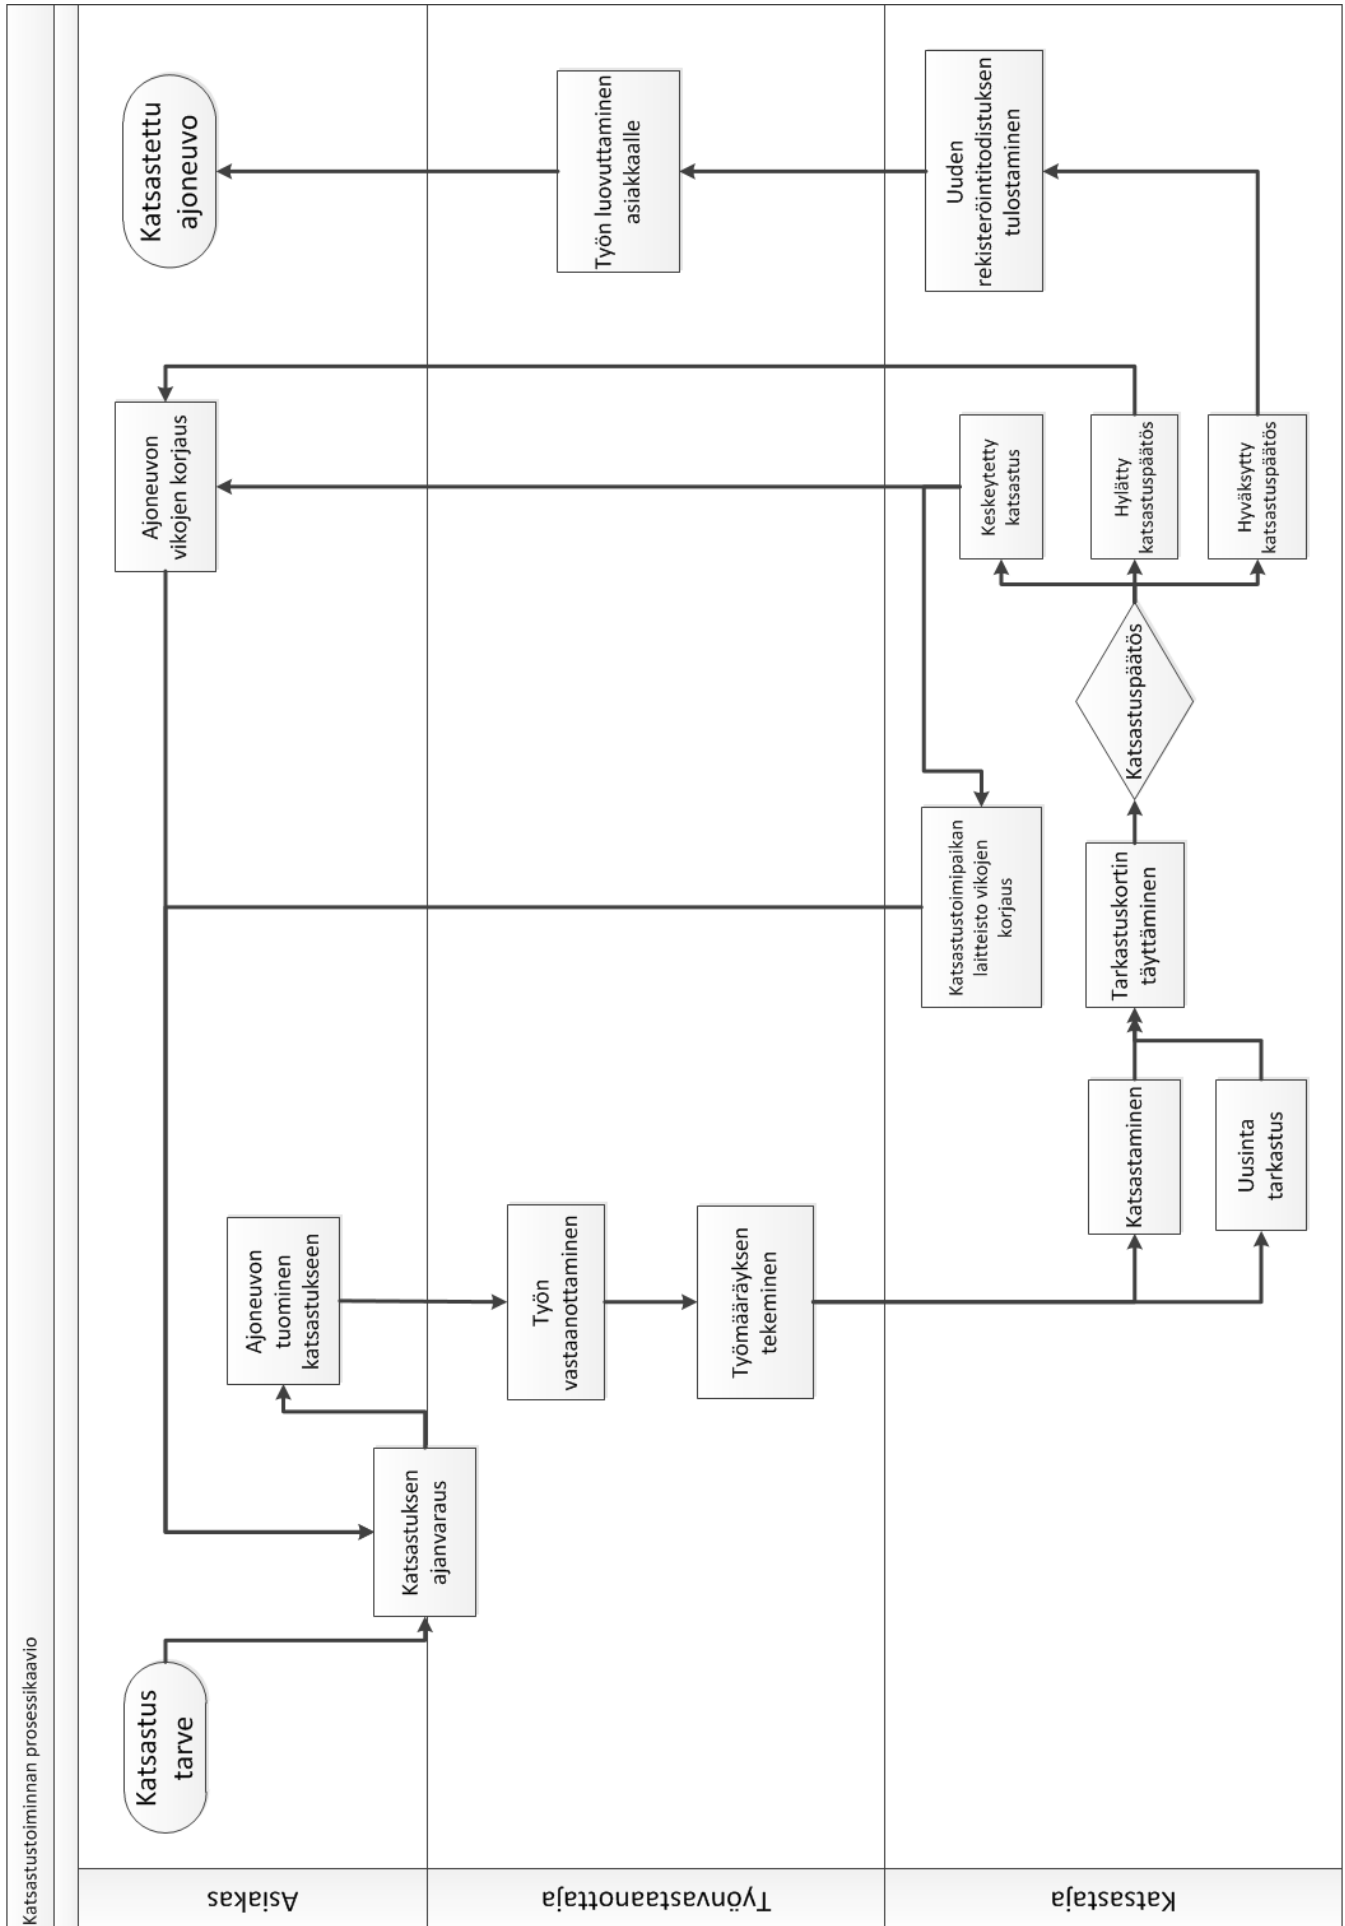 Katsastustoiminnan prosessikaavio
Asiakas
Katsastus
tarve
Katsastuksen
ajanvaraus
Ajoneuvon
tuominen
katsastukseen
Ajoneuvon
vikojen korjaus
Katsastettu
ajoneuvo
Työnvastaanottaja
Työn
vastaanottaminen
Työmääräyksen
tekeminen
Työn luovuttaminen
asiakkaalle
Katsastaja
Katsastaminen
Uusinta
tarkastus
Tarkastuskortin
täyttäminen
Katsastustoimipaikan
laitteisto vikojen
korjaus
Katsastuspäätös
Keskeytetty
katsastus
Hylätty
katsastuspäätös
Hyväksytty
katsastuspäätös
Uuden
rekisteröintitodistuksen
tulostaminen